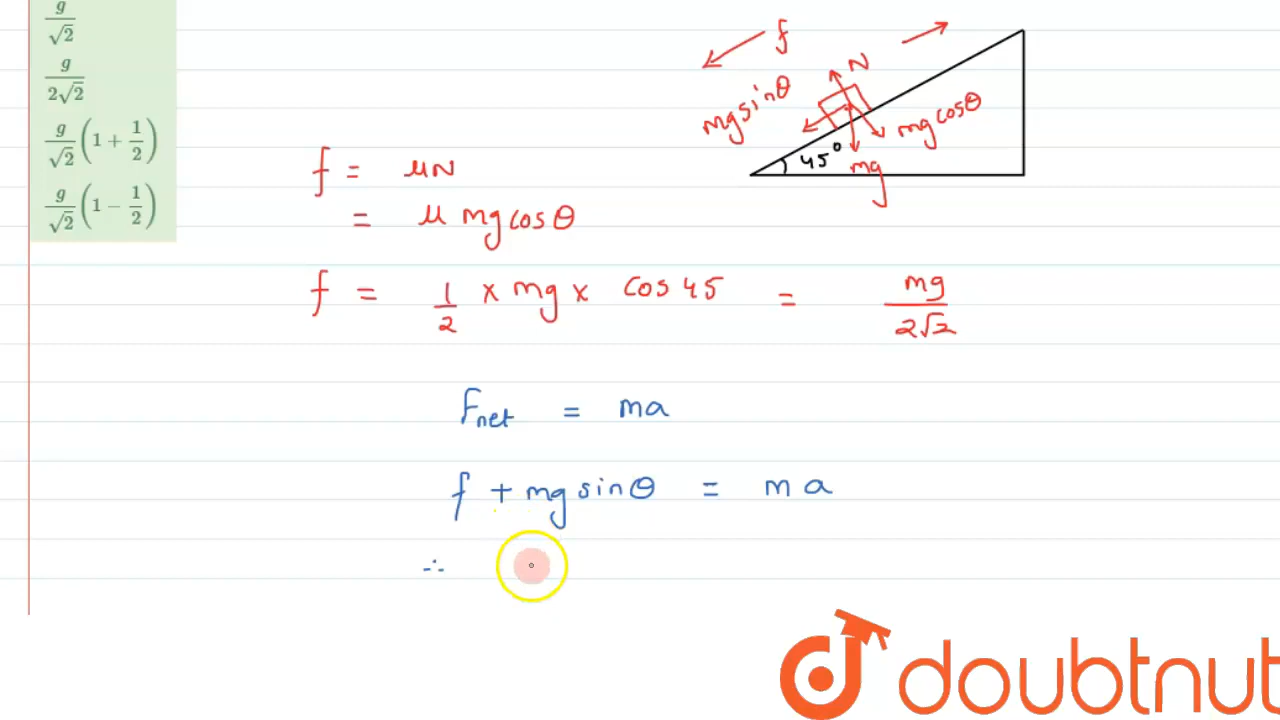 g/√2
g/2√2
g/√2(1 + 1/2)
g/√2(1 − 1/2)
f
N
mg sinθ
mg cosθ
45°
mg
f = μN
= μ mg cosθ
f = 1/2 × mg × cos 45 = mg/2√2
Fnet = ma
f + mg sinθ = ma
∴
doubtnut